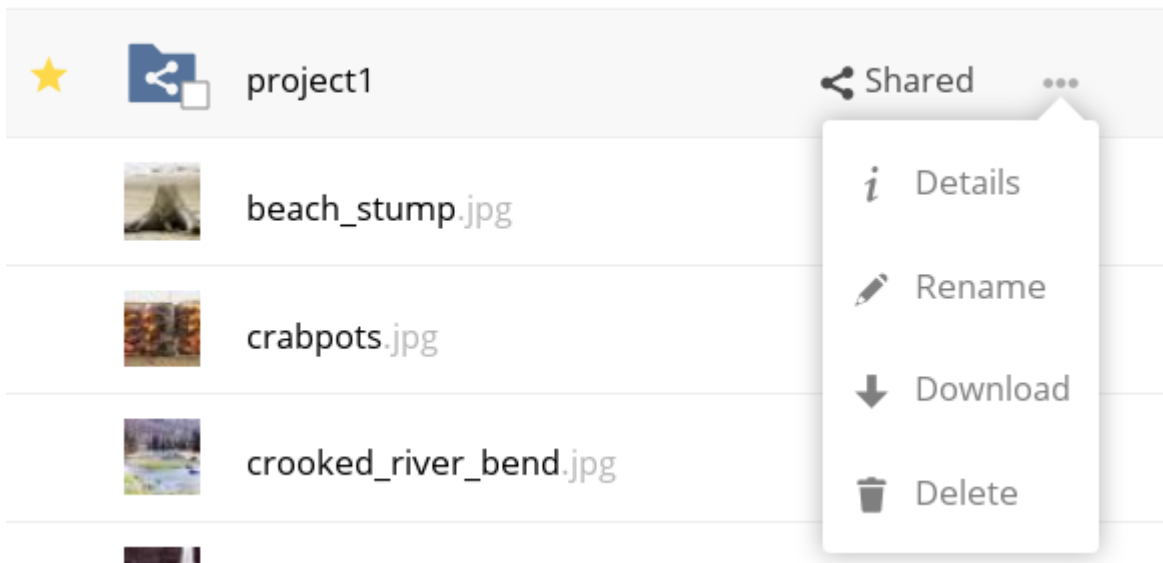 project1
Shared
Details
beach_stump.jpg
Rename
crabpots.jpg
Download
crooked_river_bend.jpg
Delete